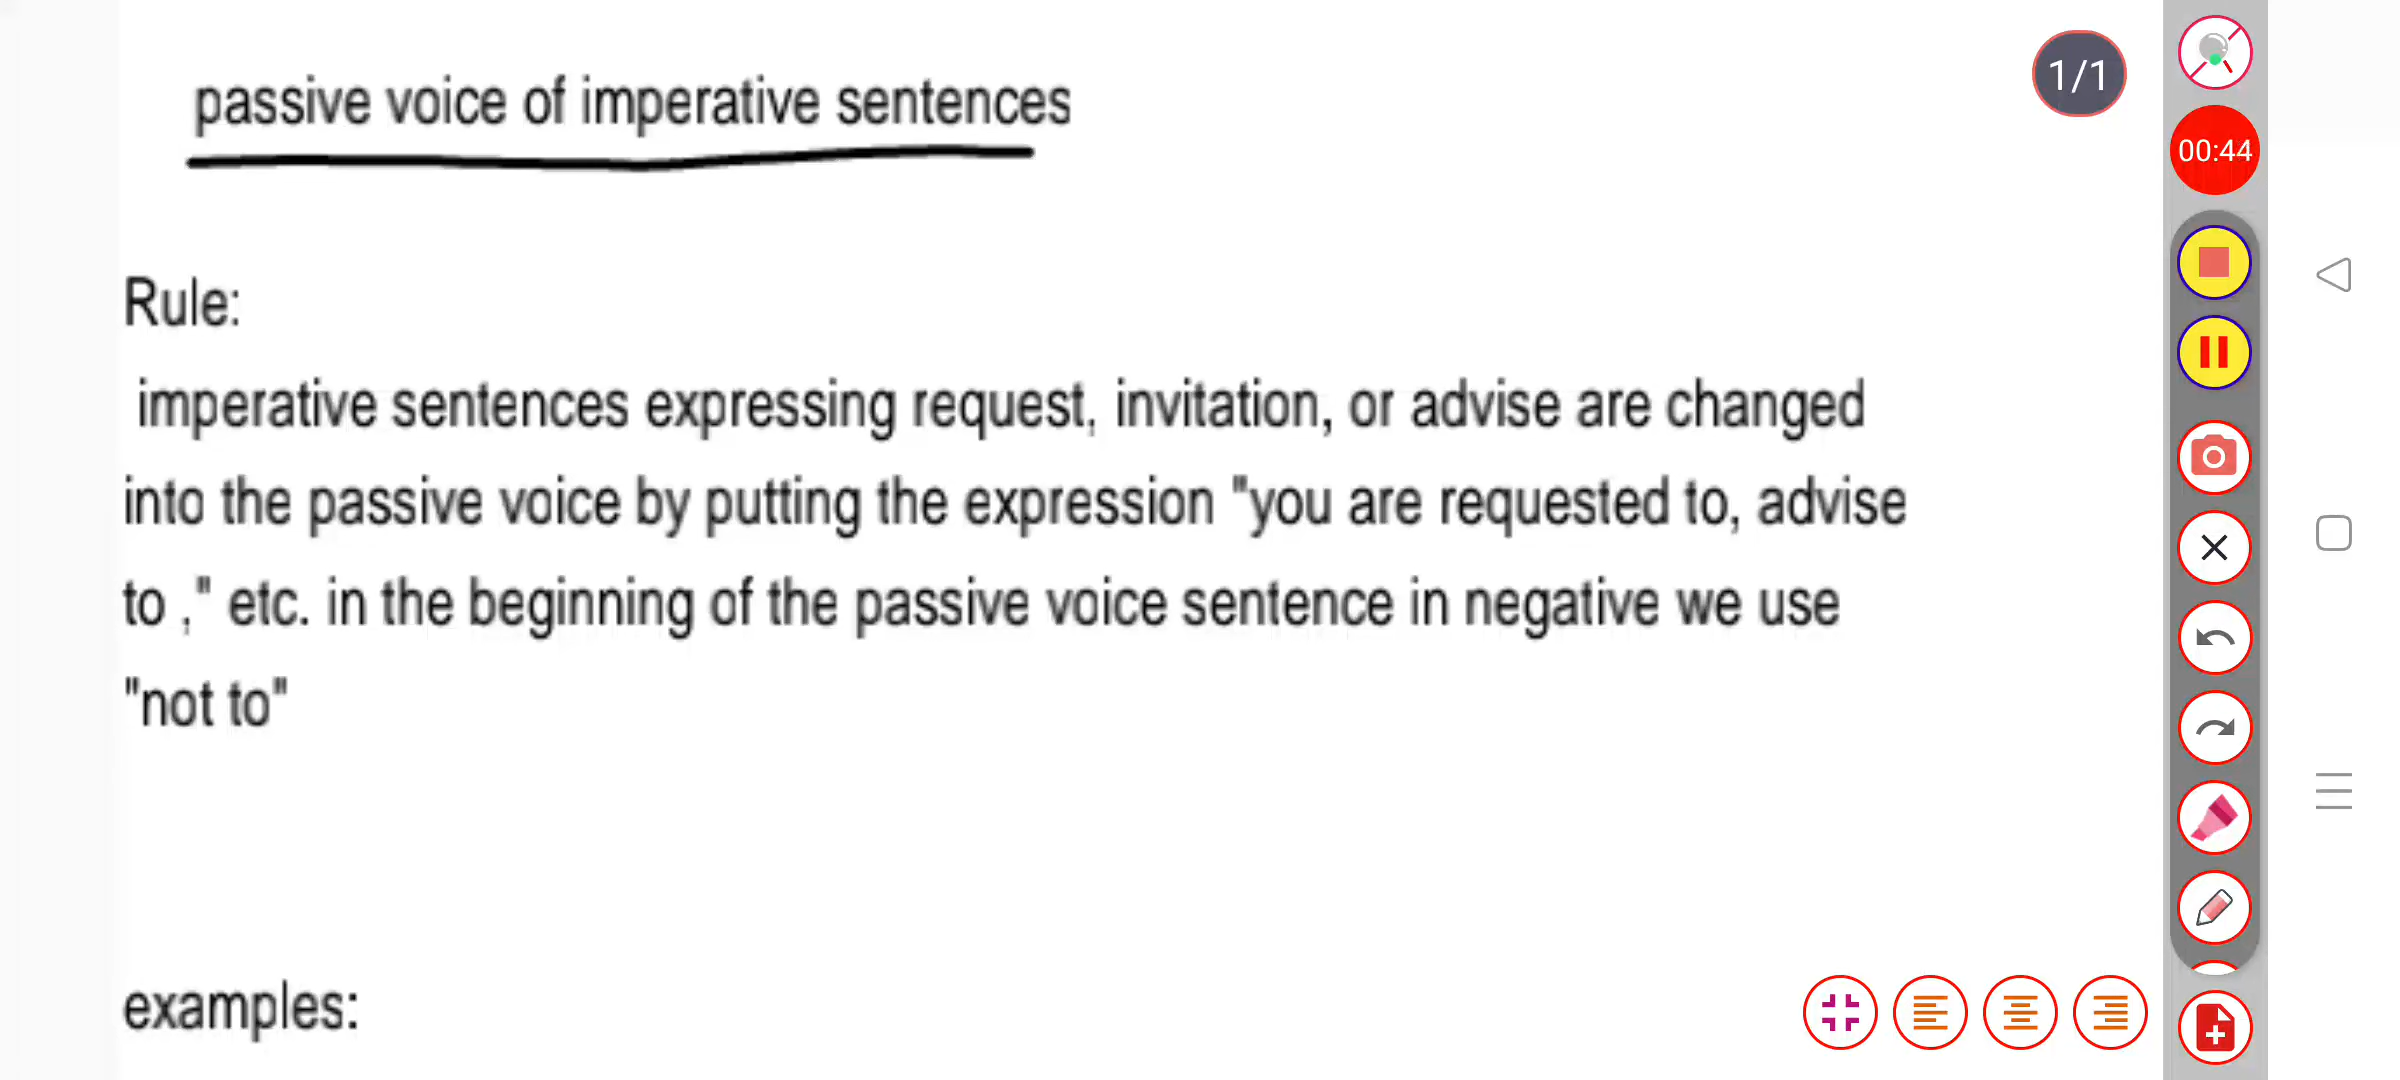 passive voice of imperative sentences
1/1
00:44
Rule:
imperative sentences expressing request, invitation, or advise are changed
into the passive voice by putting the expression "you are requested to, advise
to ," etc. in the beginning of the passive voice sentence in negative we use
"not to"
examples: